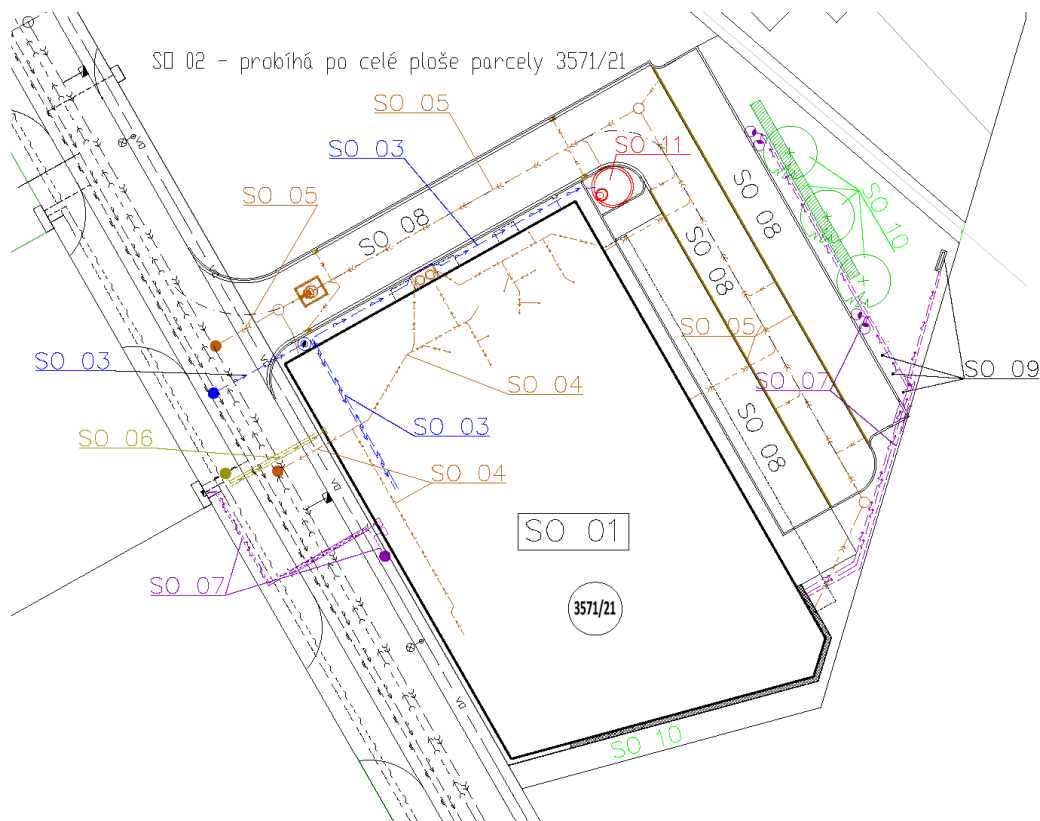 SO 02 - probíhá po celé ploše parcely 3571/21
SO 05
SO 03
SO 11
SO 05
SO 08
SO 08
SO 10
SO 08
SO 05
SO 03
SO 07
SO 09
SO 04
SO 03
SO 08
SO 06
SO 04
SO 01
SO 07
3571/21
SO 10